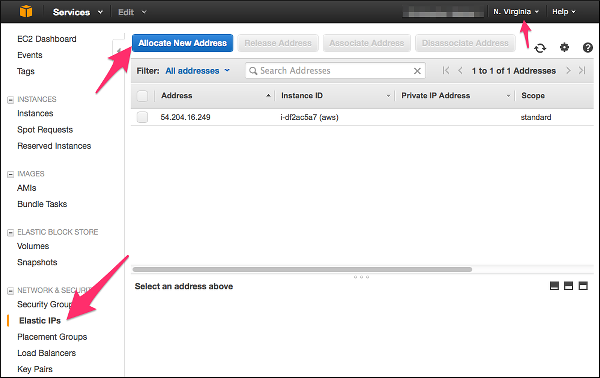 Services Edit N. Virginia Help
EC2 Dashboard
Events
Tags
INSTANCES
Instances
Spot Requests
Reserved Instances
IMAGES
AMIs
Bundle Tasks
ELASTIC BLOCK STORE
Volumes
Snapshots
NETWORK & SECURITY
Security Groups
Elastic IPs
Placement Groups
Load Balancers
Key Pairs
Allocate New Address Release Address Associate Address Disassociate Address
Filter: All addresses Search Addresses 1 to 1 of 1 Addresses
Address Instance ID Private IP Address Scope
54.204.16.249 i-df2ac5a7 (aws) standard
Select an address above